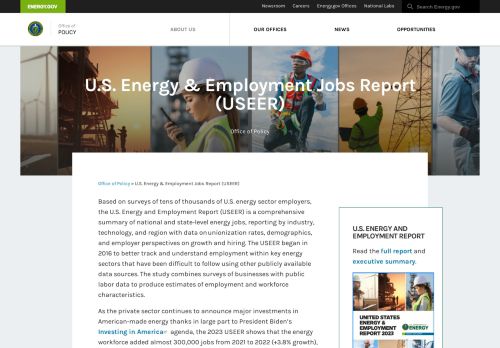 ENERGY.GOV
Newsroom Careers Energy.gov Offices National Labs Search Energy.gov
Office of
POLICY
ABOUT US OUR OFFICES NEWS OPPORTUNITIES
U.S. Energy & Employment Jobs Report
(USEER)
Office of Policy
Office of Policy » U.S. Energy & Employment Jobs Report (USEER)
Based on surveys of tens of thousands of U.S. energy sector employers,
the U.S. Energy and Employment Report (USEER) is a comprehensive
summary of national and state-level energy jobs, reporting by industry,
technology, and region with data on unionization rates, demographics,
and employer perspectives on growth and hiring. The USEER began in
2016 to better track and understand employment within key energy
sectors that have been difficult to follow using other publicly available
data sources. The study combines surveys of businesses with public
labor data to produce estimates of employment and workforce
characteristics.
As the private sector continues to announce major investments in
American-made energy thanks in large part to President Biden's
Investing in America agenda, the 2023 USEER shows that the energy
workforce added almost 300,000 jobs from 2021 to 2022 (+3.8% growth),
U.S. ENERGY AND
EMPLOYMENT REPORT
Read the full report and
executive summary.
UNITED STATES
ENERGY &
EMPLOYMENT
REPORT 2023
ENERGY